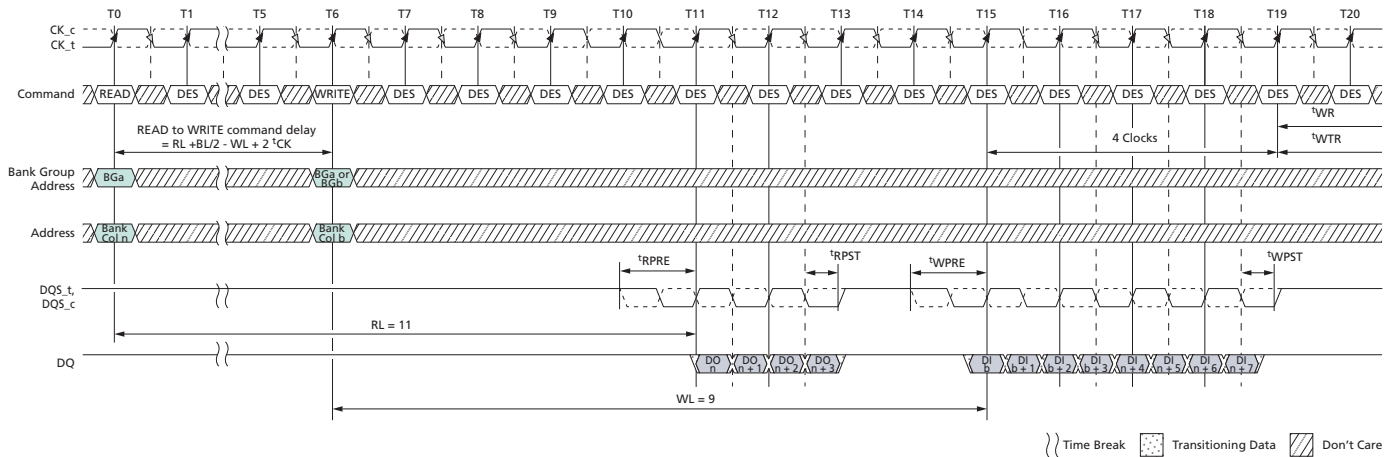 T0 T1 T5 T6 T7 T8 T9 T10 T11 T12 T13 T14 T15 T16 T17 T18 T19 T20
CK_c
CK_t
Command READ DES DES WRITE DES DES DES DES DES DES DES DES DES DES DES DES DES DES
tWR
READ to WRITE command delay
= RL +BL/2 - WL + 2 tCK
4 Clocks
tWTR
Bank Group
Address
BGa
BGa or
BGb
Address
Bank
Col n
Bank
Col b
tRPRE tRPST tWPRE tWPST
DQS_t,
DQS_c
RL = 11
DQ
DO
n
DO
n + 1
DO
n + 2
DO
n + 3
DI
b
DI
b + 1
DI
b + 2
DI
b + 3
DI
n + 4
DI
n + 5
DI
n + 6
DI
n + 7
WL = 9
Time Break Transitioning Data Don't Care